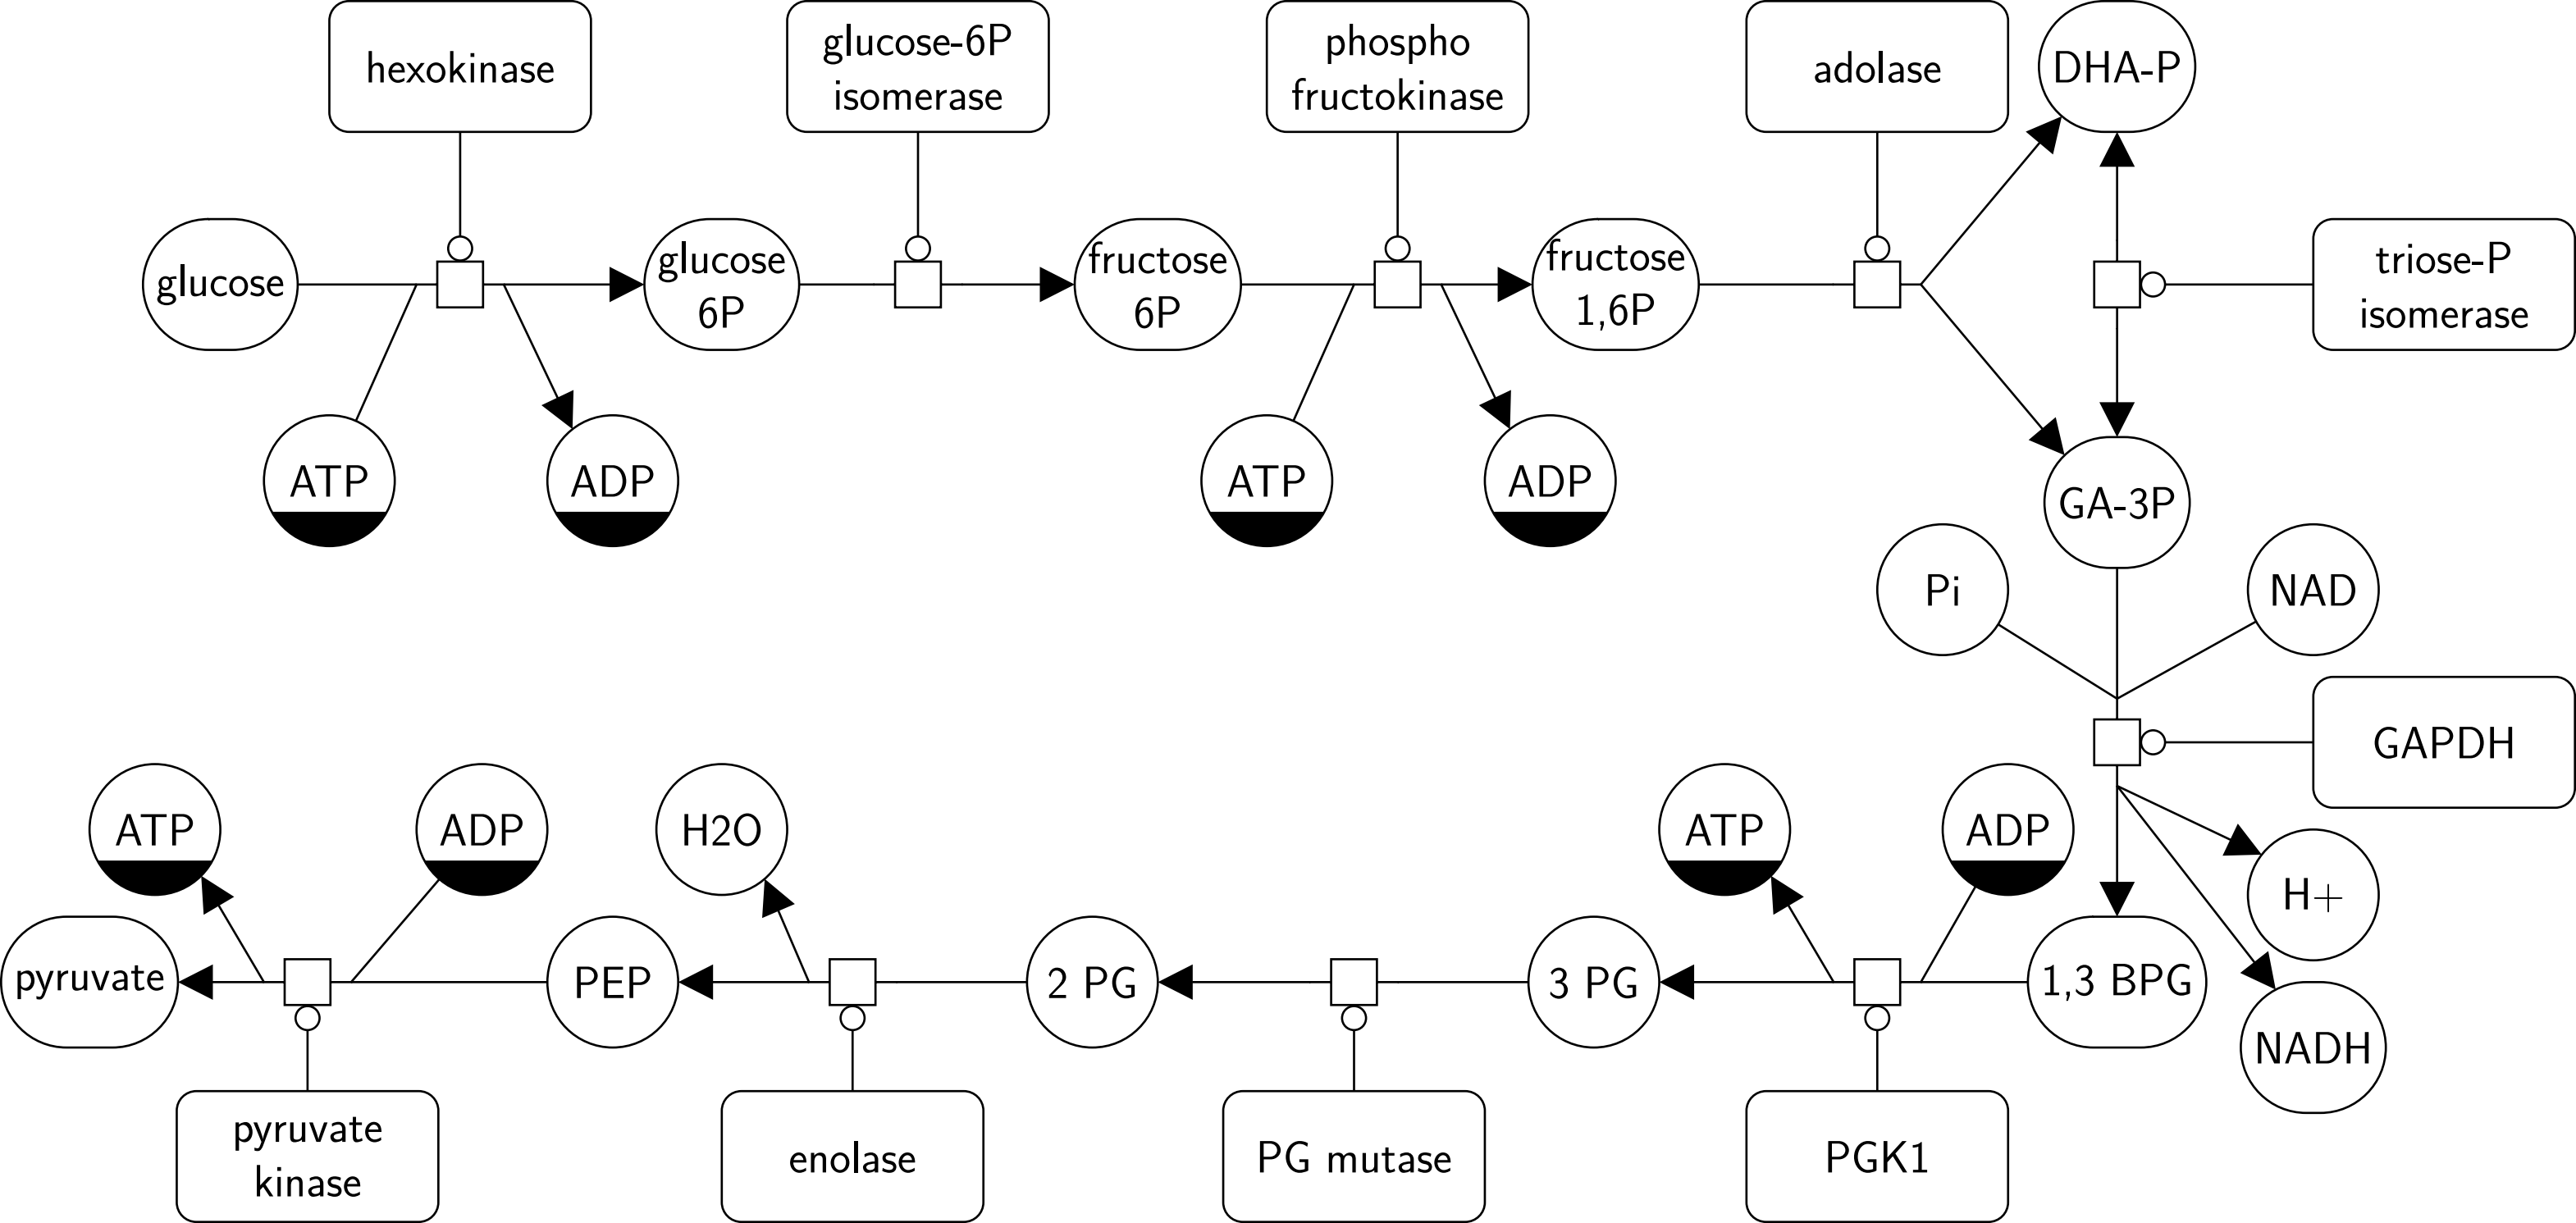 hexokinase
glucose-6P
isomerase
phospho
fructokinase
adolase
DHA-P
glucose
glucose
6P
fructose
6P
fructose
1,6P
triose-P
isomerase
ATP
ADP
ATP
ADP
GA-3P
Pi
NAD
GAPDH
ATP
ADP
H2O
ATP
ADP
H+
pyruvate
PEP
2 PG
3 PG
1,3 BPG
NADH
pyruvate
kinase
enolase
PG mutase
PGK1